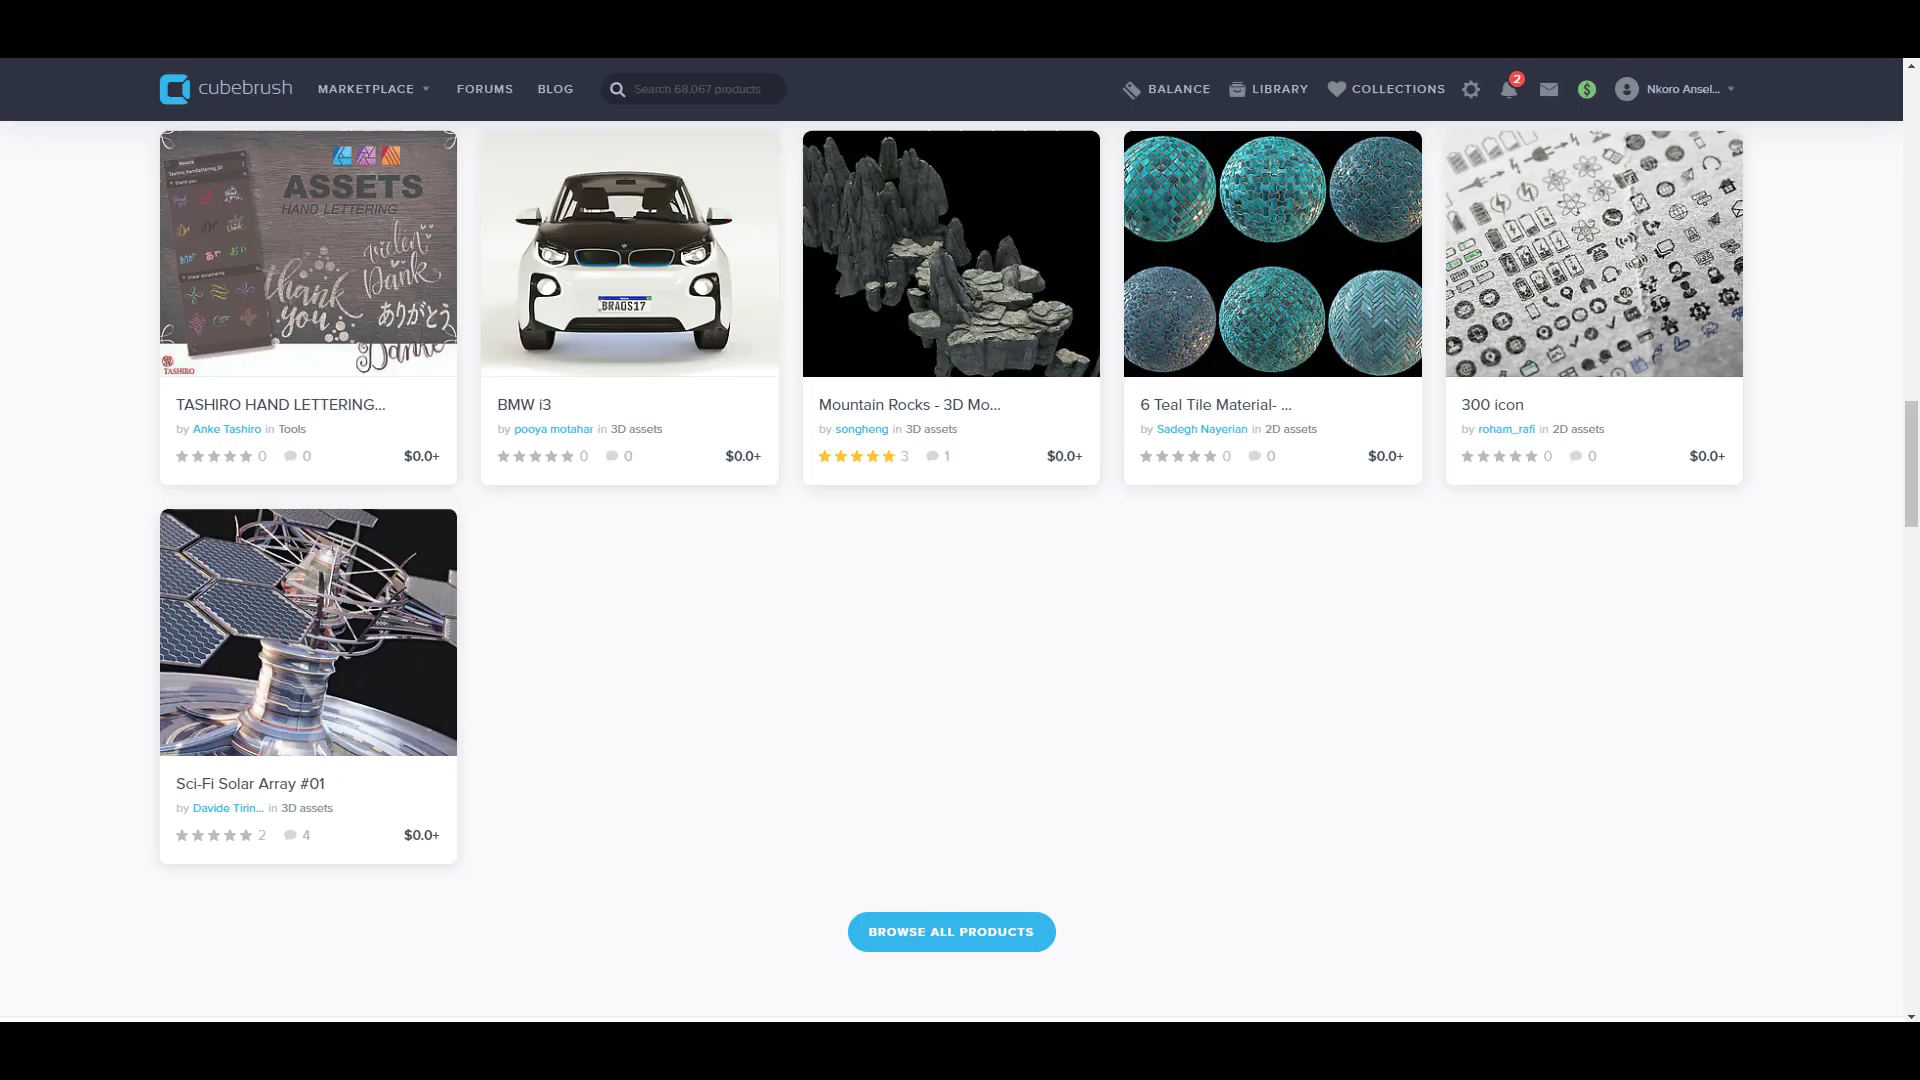 cubebrush MARKETPLACE FORUMS BLOG Search 68,067 products BALANCE LIBRARY COLLECTIONS 2 $ Nkoro Ansel...
ASSETS
HAND LETTERING
thank you
vielen Dank
ありがとう
Danke
TASHIRO
BRAOS17
TASHIRO HAND LETTERING...
by Anke Tashiro in Tools
0 0 $0.0+
BMW i3
by pooya motahar in 3D assets
0 0 $0.0+
Mountain Rocks - 3D Mo...
by songheng in 3D assets
3 1 $0.0+
6 Teal Tile Material- ...
by Sadegh Nayerian in 2D assets
0 0 $0.0+
300 icon
by roham_rafi in 2D assets
0 0 $0.0+
Sci-Fi Solar Array #01
by Davide Tirin... in 3D assets
2 4 $0.0+
BROWSE ALL PRODUCTS